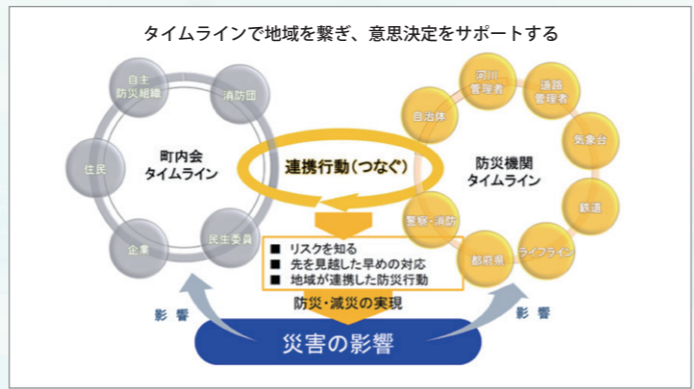 タイムラインで地域を繋ぎ、意思決定をサポートする
自主
防災組織
消防団
住民
町内会
タイムライン
企業
民生委員
連携行動(つなぐ)
河川
管理者
道路
管理者
自治体
気象台
防災機関
タイムライン
鉄道
警察・消防
都府県
ライフライン
■ リスクを知る
■ 先を見越した早めの対応
■ 地域が連携した防災行動
防災・減災の実現
影響
影響
災害の影響